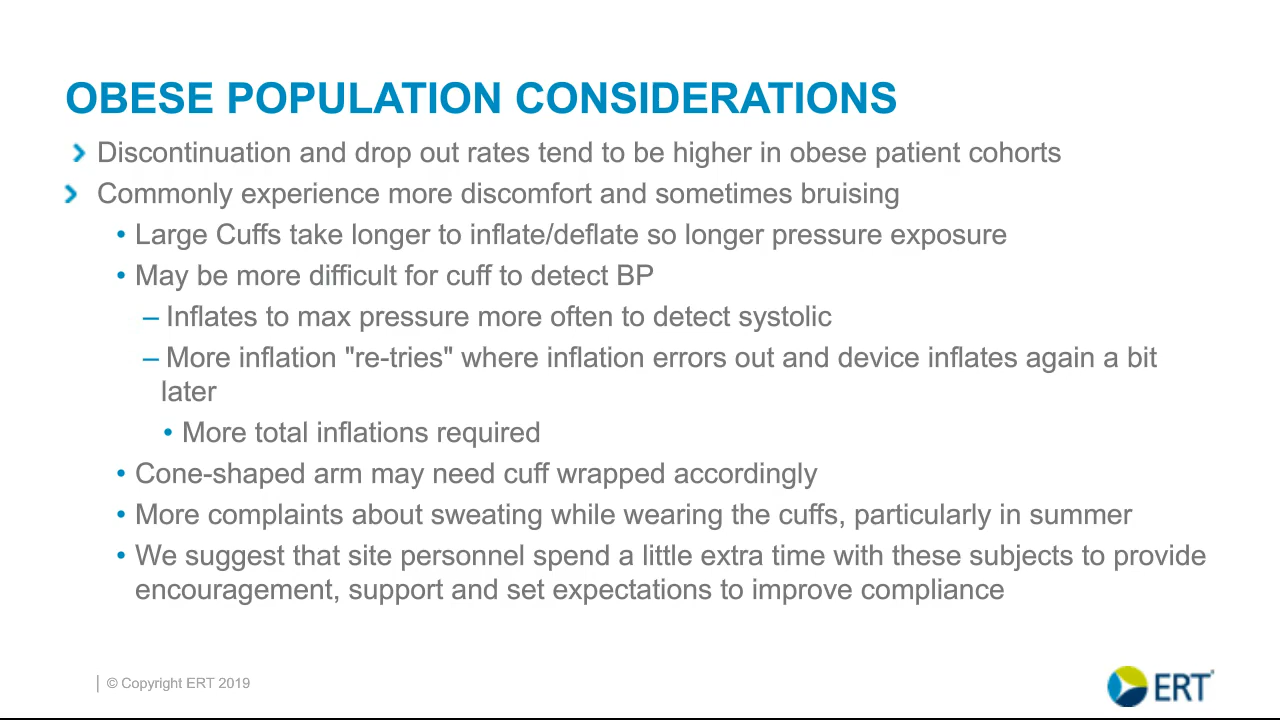 OBESE POPULATION CONSIDERATIONS
Discontinuation and drop out rates tend to be higher in obese patient cohorts
Commonly experience more discomfort and sometimes bruising
• Large Cuffs take longer to inflate/deflate so longer pressure exposure
• May be more difficult for cuff to detect BP
– Inflates to max pressure more often to detect systolic
– More inflation "re-tries" where inflation errors out and device inflates again a bit
later
• More total inflations required
• Cone-shaped arm may need cuff wrapped accordingly
• More complaints about sweating while wearing the cuffs, particularly in summer
• We suggest that site personnel spend a little extra time with these subjects to provide
encouragement, support and set expectations to improve compliance
© Copyright ERT 2019
ERT